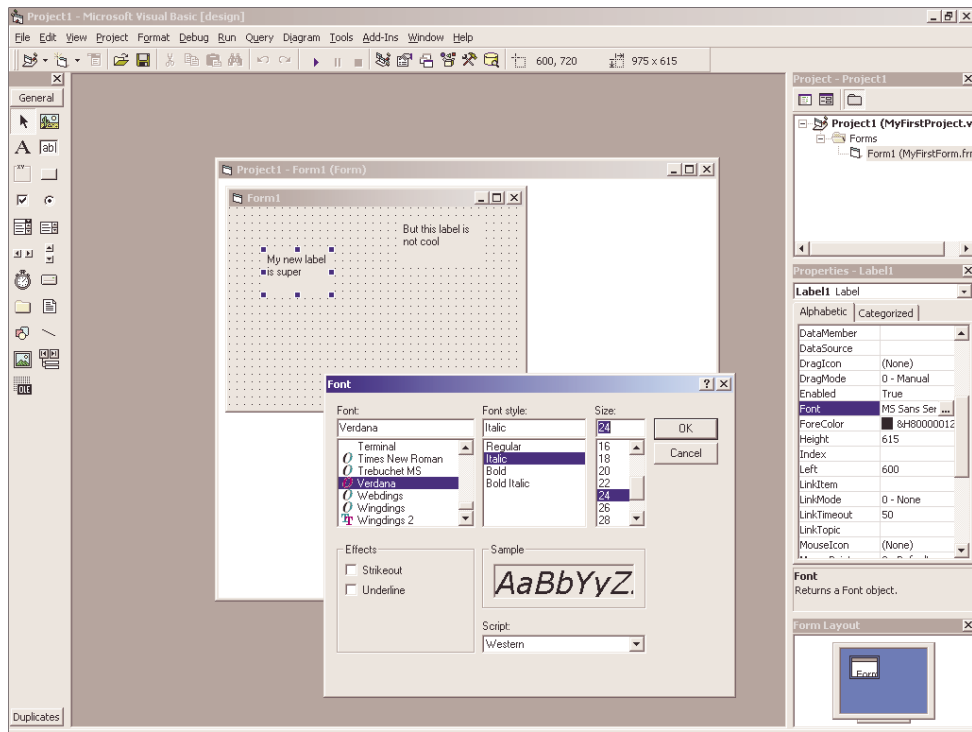 Project1 - Microsoft Visual Basic [design]
File Edit View Project Format Debug Run Query Diagram Tools Add-Ins Window Help
600, 720 975 x 615
General
A ab|
XY
OLE
Duplicates
Project1 - Form1 (Form)
Form1
My new label
is super
But this label is
not cool
Font
Font: Font style: Size:
Verdana Italic 24 OK
Cancel
Terminal Regular 16
Times New Roman Italic 18
Trebuchet MS Bold 20
Verdana Bold Italic 22
Webdings 24
Wingdings 26
Wingdings 2 28
Effects
Strikeout
Underline
Sample
AaBbYyZ
Script:
Western
Project - Project1
Project1 (MyFirstProject.v
Forms
Form1 (MyFirstForm.frr
Properties - Label1
Label1 Label
Alphabetic Categorized
DataMember
DataSource
DragIcon (None)
DragMode 0 - Manual
Enabled True
Font MS Sans Ser ...
ForeColor &H80000012
Height 615
Index
Left 600
LinkItem
LinkMode 0 - None
LinkTimeout 50
LinkTopic
MouseIcon (None)
Font
Returns a Font object.
Form Layout
Form